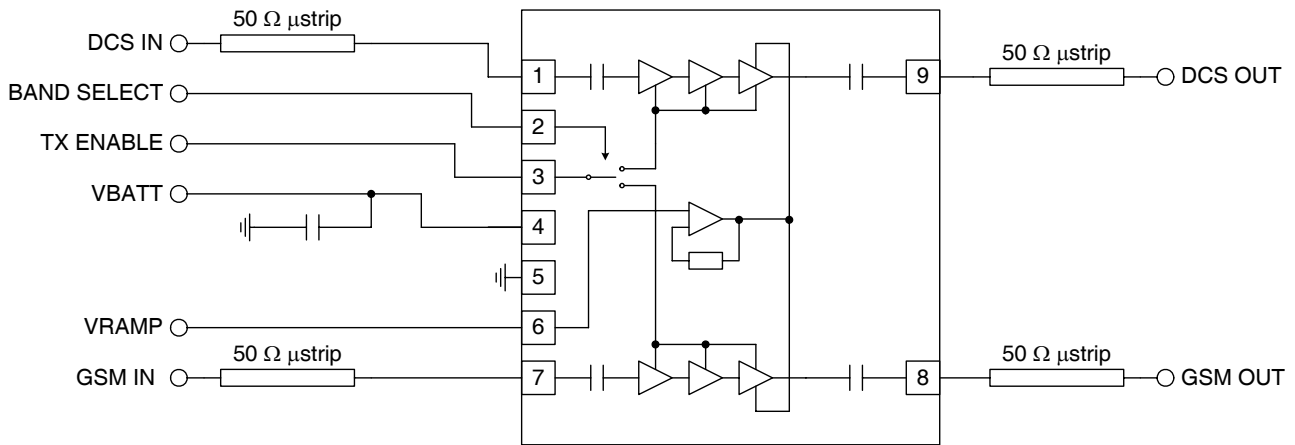 50 Ω μstrip
DCS IN
BAND SELECT
TX ENABLE
VBATT
VRAMP
50 Ω μstrip
GSM IN
1
2
3
4
5
6
7
9
8
50 Ω μstrip
DCS OUT
50 Ω μstrip
GSM OUT